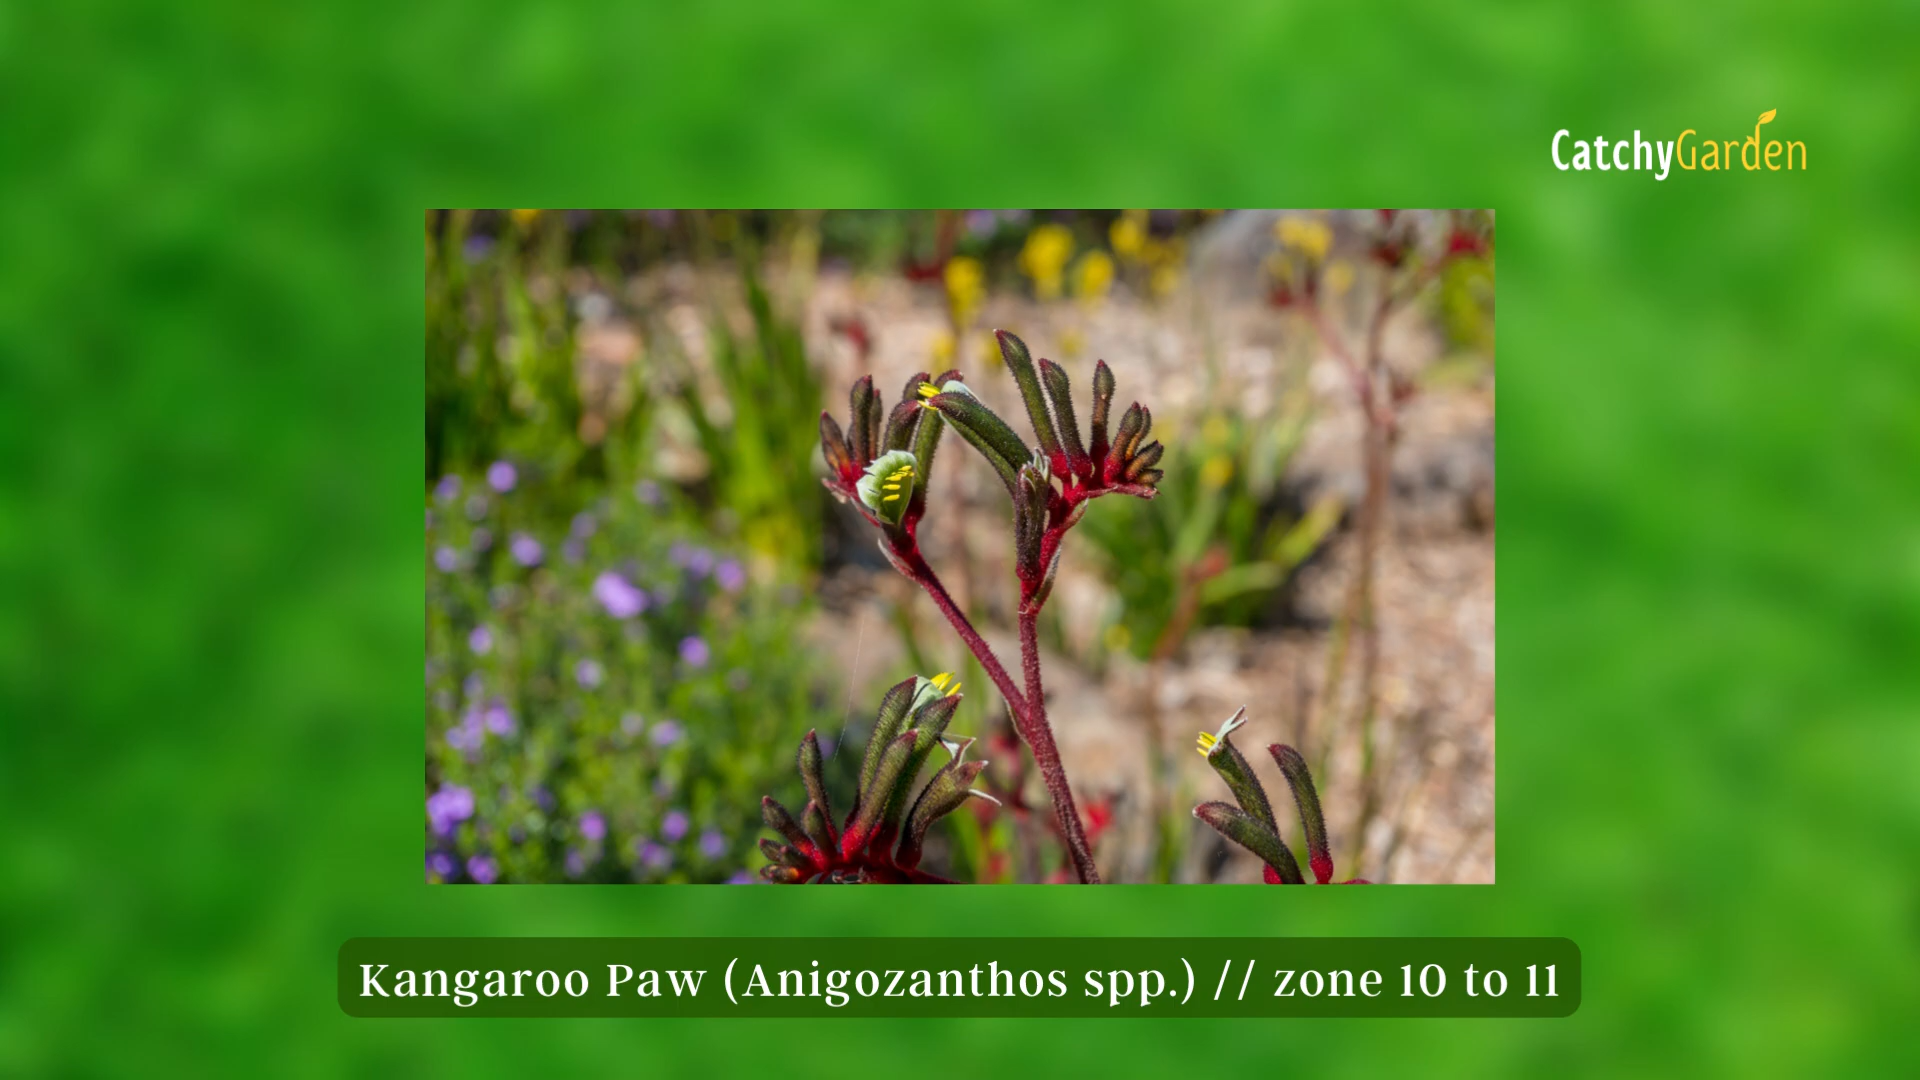 CatchyGarden
Kangaroo Paw (Anigozanthos spp.) // zone 10 to 11